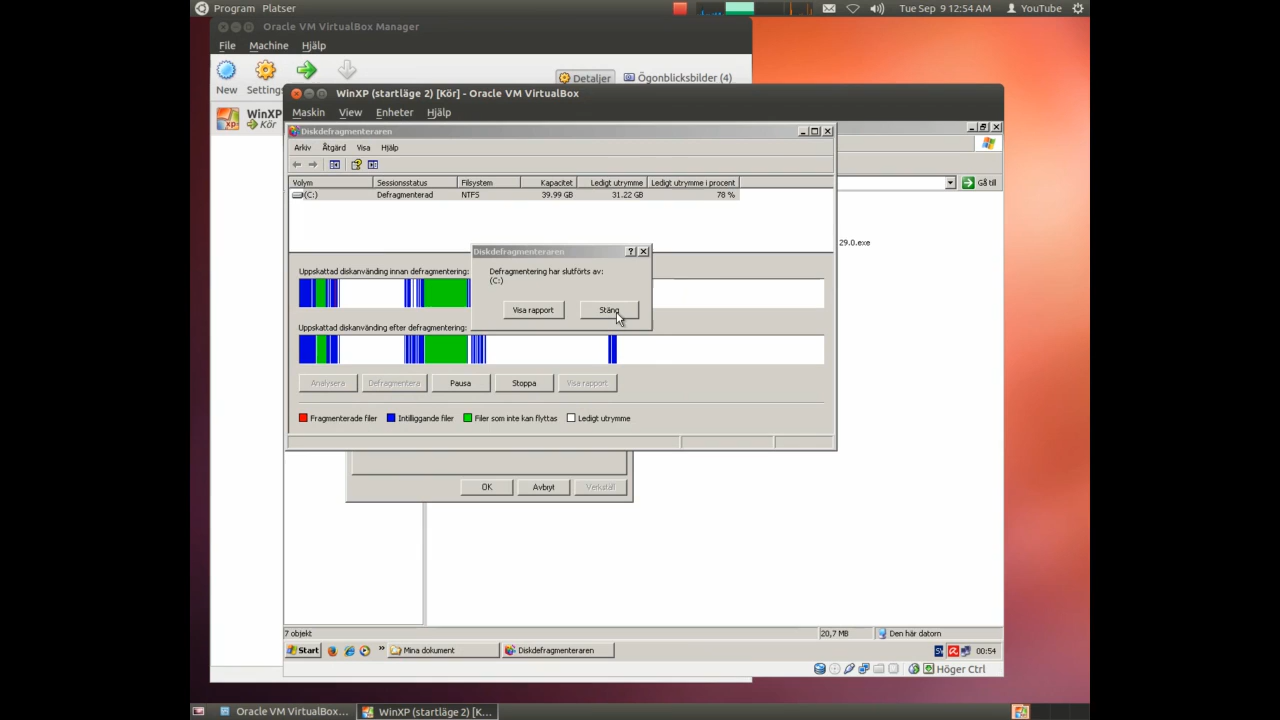 Program Platser
Tue Sep 9 12:54 AM YouTube
Oracle VM VirtualBox Manager
File Machine Hjälp
New Settings
Detaljer Ögonblicksbilder (4)
WinXP
Kör
WinXP (startläge 2) [Kör] - Oracle VM VirtualBox
Maskin View Enheter Hjälp
Diskdefragmenteraren
Arkiv Åtgärd Visa Hjälp
Volym Sessionsstatus Filsystem Kapacitet Ledigt utrymme Ledigt utrymme i procent
(C:) Defragmenterad NTFS 39.99 GB 31.22 GB 78 %
Gå till
29.0.exe
Diskdefragmenteraren
Defragmentering har slutförts av:
(C:)
Visa rapport Stäng
Uppskattad diskanvänding innan defragmentering:
Uppskattad diskanvänding efter defragmentering:
Analysera Defragmentera Pausa Stoppa Visa rapport
Fragmenterade filer Intilliggande filer Filer som inte kan flyttas Ledigt utrymme
OK Avbryt Verkställ
7 objekt 20,7 MB Den här datorn
Start » Mina dokument Diskdefragmenteraren SV 00:54
Höger Ctrl
Oracle VM VirtualBox... WinXP (startläge 2) [K...